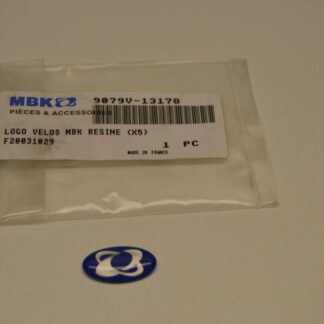 MBK 9079V-13178
PIÈCES & ACCESSOIRES
LOGO VELOS MBK RESINE (X5)
F20031029
1 PC
MADE IN FRANCE